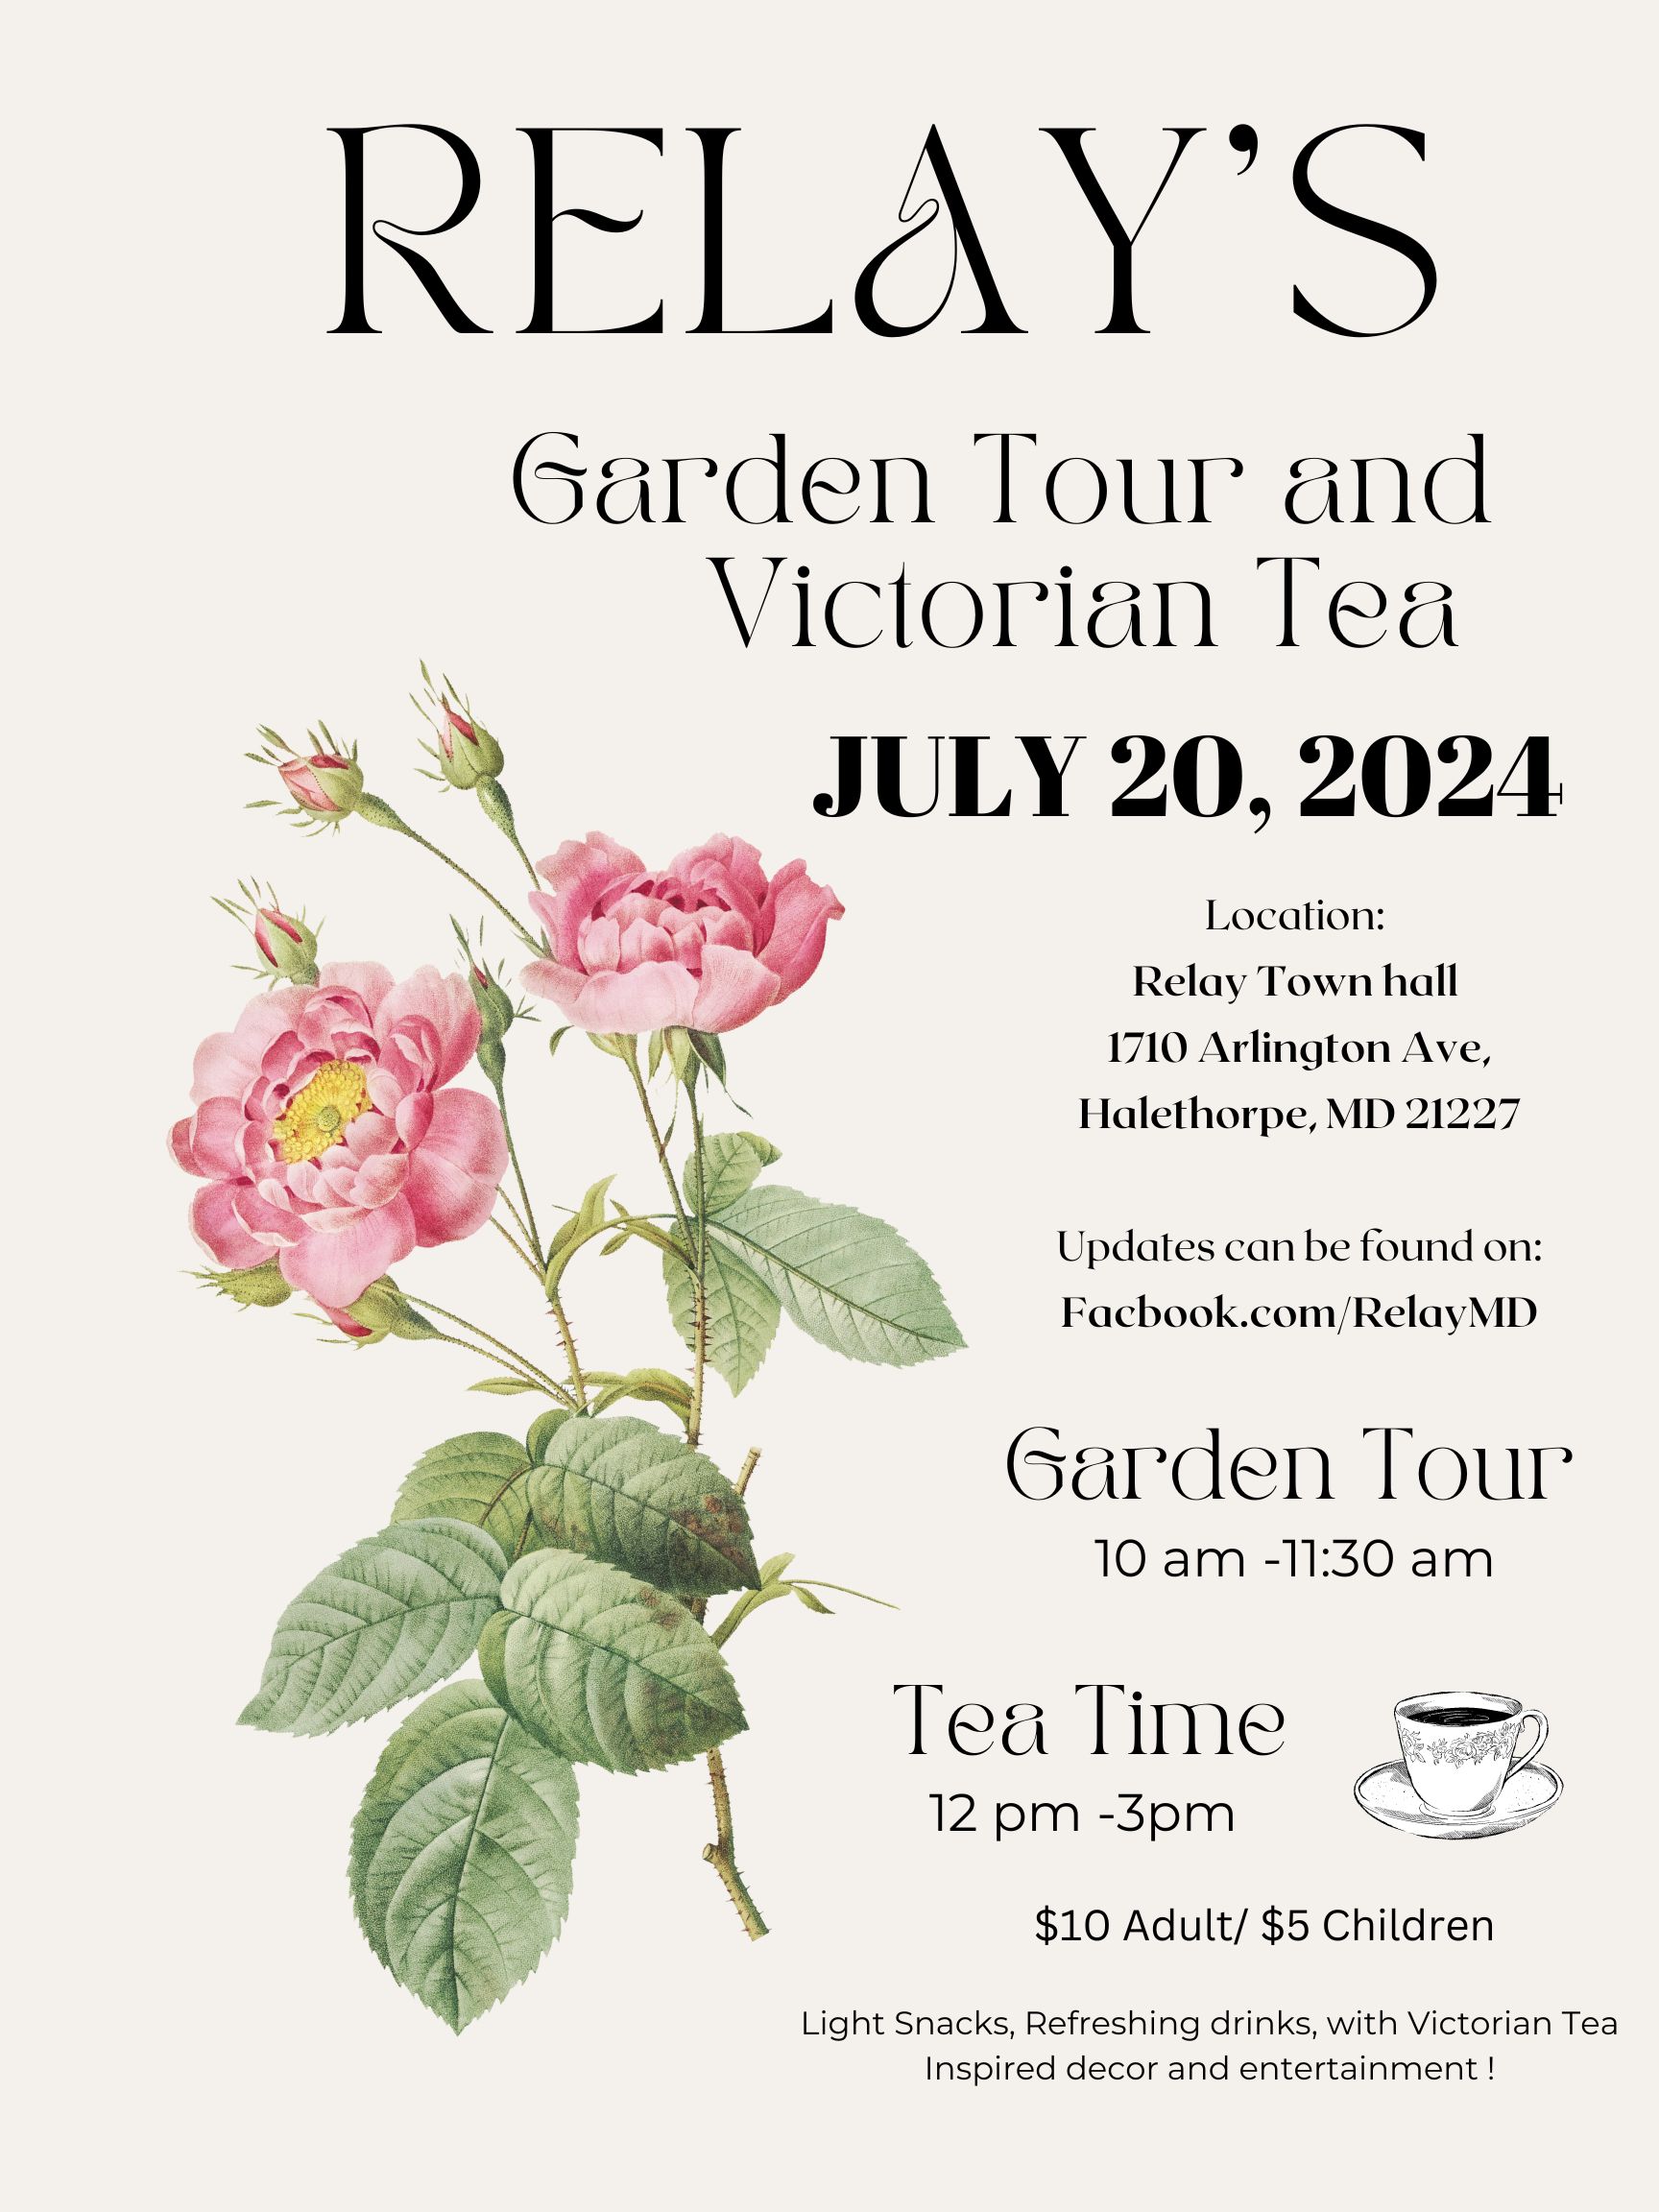 RELAY'S
Garden Tour and
Victorian Tea
JULY 20, 2024
Location:
Relay Town hall
1710 Arlington Ave,
Halethorpe, MD 21227
Updates can be found on:
Facbook.com/RelayMD
Garden Tour
10 am -11:30 am
Tea Time
12 pm -3pm
$10 Adult/ $5 Children
Light Snacks, Refreshing drinks, with Victorian Tea
Inspired decor and entertainment !